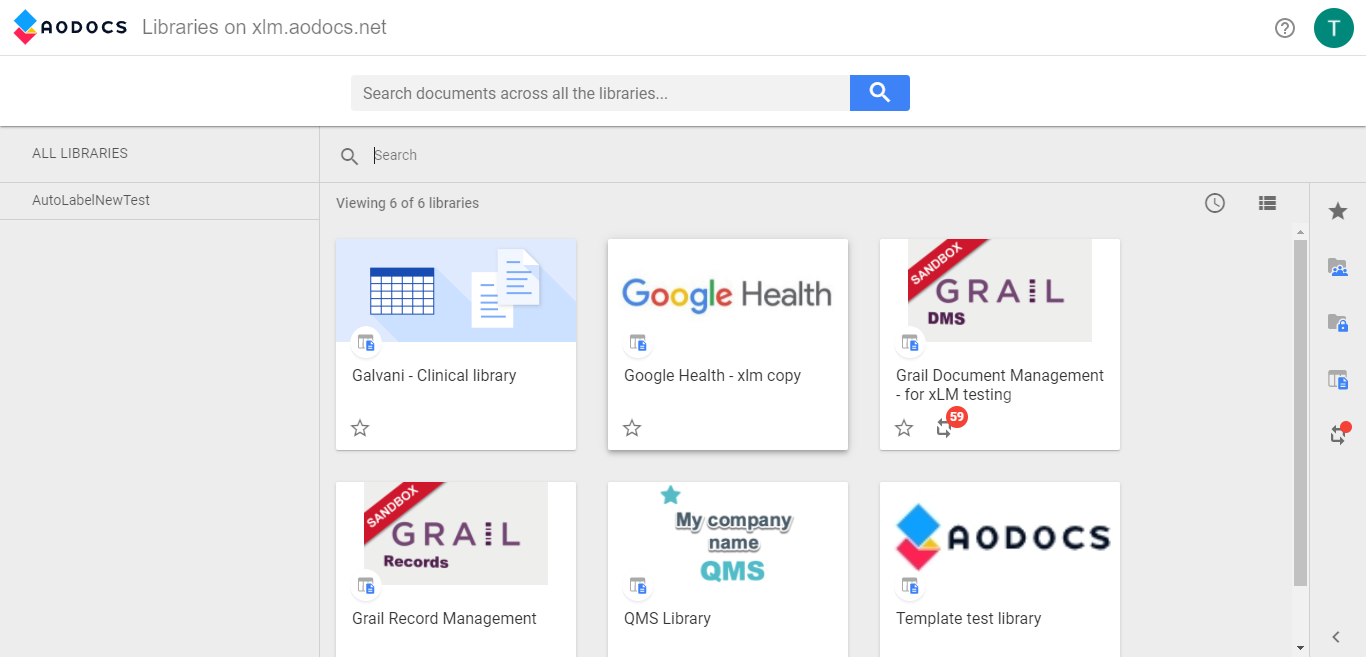 AODOCS Libraries on xlm.aodocs.net
T
Search documents across all the libraries...
ALL LIBRARIES
Search
AutoLabelNewTest
Viewing 6 of 6 libraries
Google Health
SANDBOX
GRAIL
DMS
Galvani - Clinical library
Google Health - xlm copy
Grail Document Management
- for xLM testing
59
SANDBOX
GRAIL
Records
My company
name
QMS
AODOCS
Grail Record Management
QMS Library
Template test library